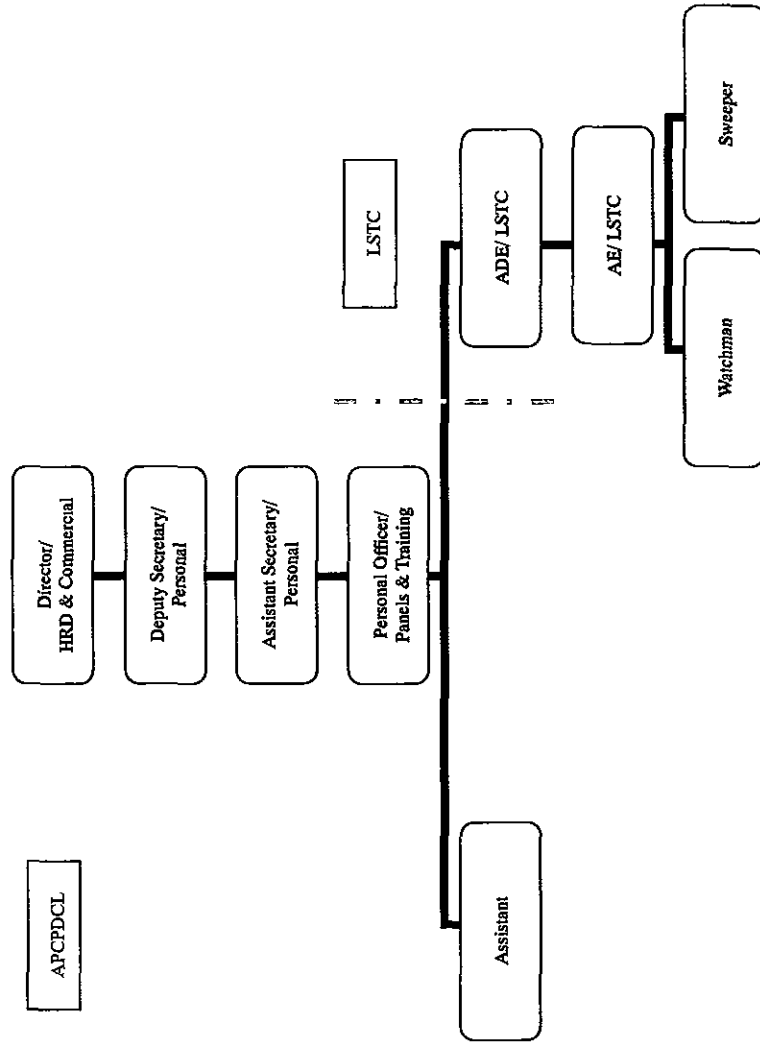 APCPDCL
Director/
HRD & Commercial
Deputy Secretary/
Personal
Assistant Secretary/
Personal
Personal Officer/
Panels & Training
LSTC
Assistant
ADE/ LSTC
AE/ LSTC
Watchman
Sweeper